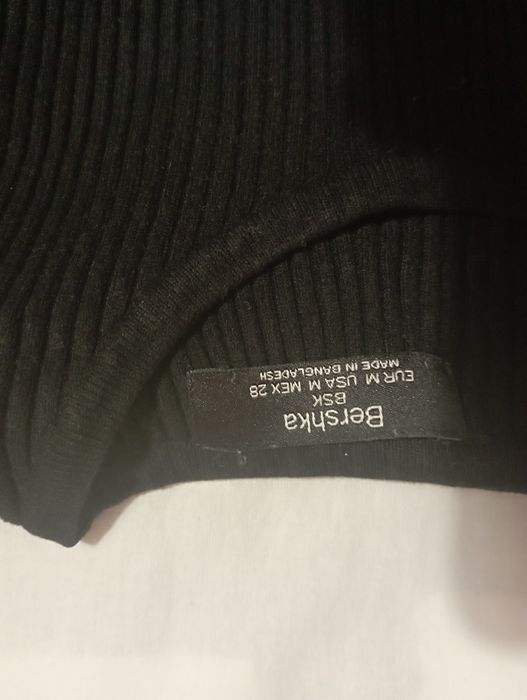 Bershka
BSK
EUR M USA M MEX 28
MADE IN BANGLADESH